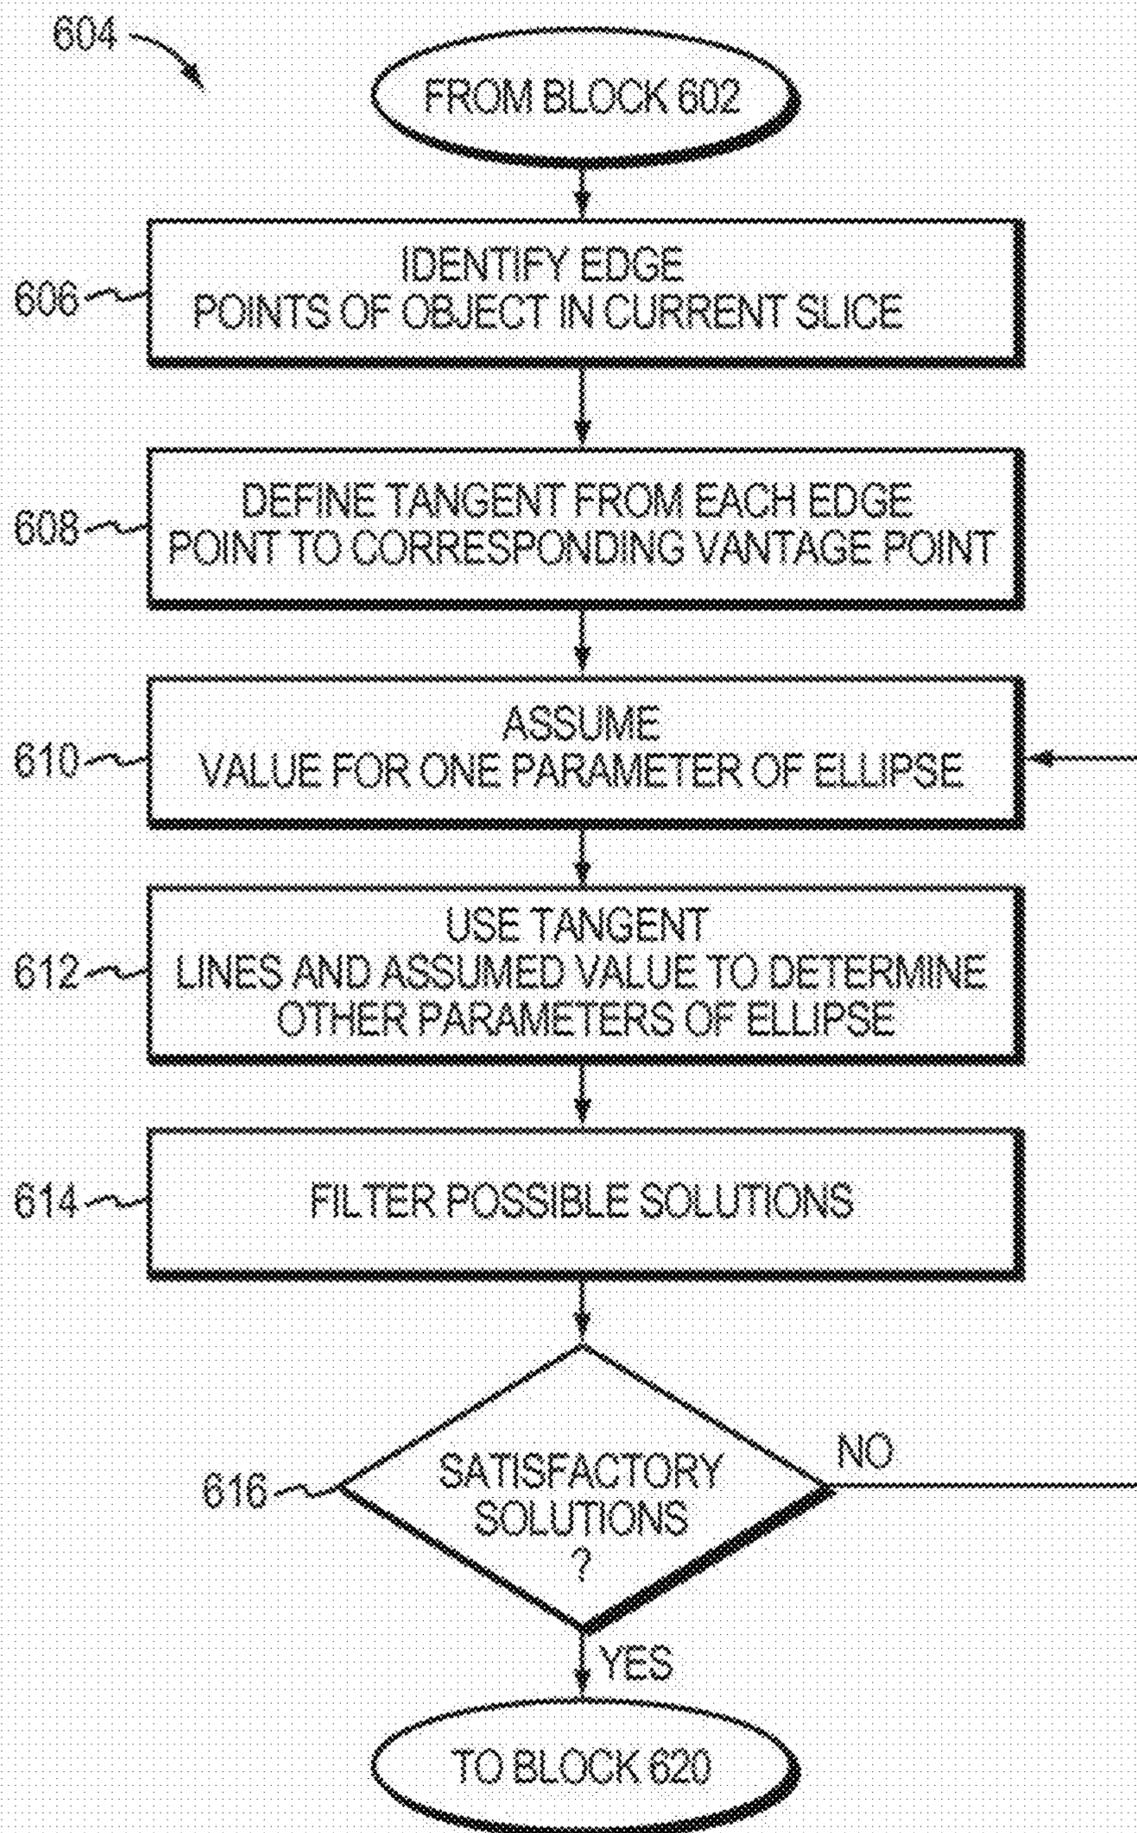 604
FROM BLOCK 602
IDENTIFY EDGE
POINTS OF OBJECT IN CURRENT SLICE
606
DEFINE TANGENT FROM EACH EDGE
POINT TO CORRESPONDING VANTAGE POINT
608
ASSUME
VALUE FOR ONE PARAMETER OF ELLIPSE
610
USE TANGENT
LINES AND ASSUMED VALUE TO DETERMINE
OTHER PARAMETERS OF ELLIPSE
612
FILTER POSSIBLE SOLUTIONS
614
SATISFACTORY
SOLUTIONS
?
616
NO
YES
TO BLOCK 620